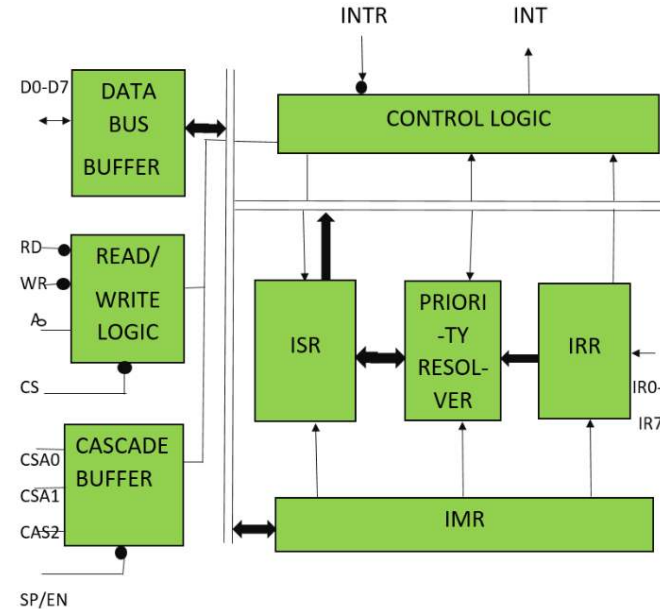 INTR
INT
D0-D7
DATA
BUS
BUFFER
CONTROL LOGIC
RD
WR
A₀
READ/
WRITE
LOGIC
CS
ISR
PRIORI
-TY
RESOL-
VER
IRR
IR0-
IR7
CSA0
CSA1
CAS2
CASCADE
BUFFER
IMR
SP/EN